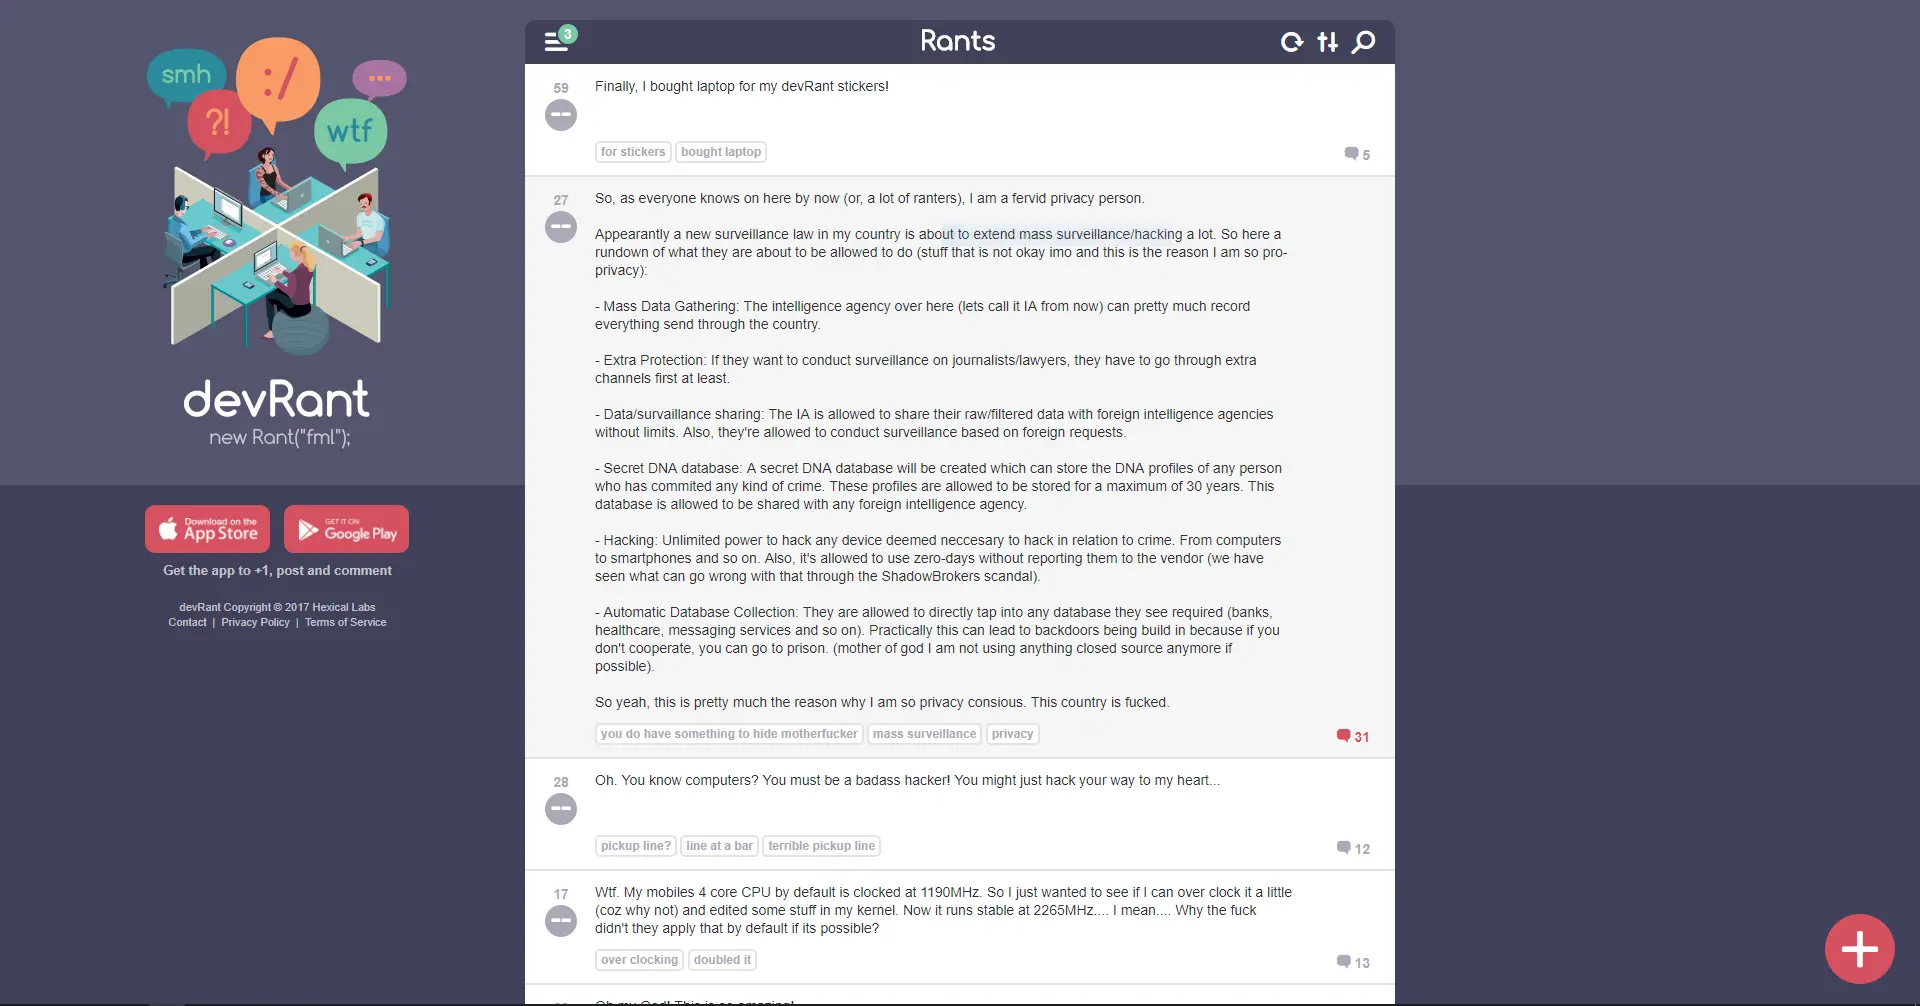 smh
:/
...
?!
wtf
devRant
new Rant("fml");
Download on the
App Store
GET IT ON
Google Play
Get the app to +1, post and comment
devRant Copyright © 2017 Hexical Labs
Contact | Privacy Policy | Terms of Service
3
Rants
59
Finally, I bought laptop for my devRant stickers!
--
for stickers
bought laptop
5
27
So, as everyone knows on here by now (or, a lot of ranters), I am a fervid privacy person.
--
Appearantly a new surveillance law in my country is about to extend mass surveillance/hacking a lot. So here a
rundown of what they are about to be allowed to do (stuff that is not okay imo and this is the reason I am so pro-
privacy):
- Mass Data Gathering: The intelligence agency over here (lets call it IA from now) can pretty much record
everything send through the country.
- Extra Protection: If they want to conduct surveillance on journalists/lawyers, they have to go through extra
channels first at least.
- Data/survaillance sharing: The IA is allowed to share their raw/filtered data with foreign intelligence agencies
without limits. Also, they're allowed to conduct surveillance based on foreign requests.
- Secret DNA database: A secret DNA database will be created which can store the DNA profiles of any person
who has commited any kind of crime. These profiles are allowed to be stored for a maximum of 30 years. This
database is allowed to be shared with any foreign intelligence agency.
- Hacking: Unlimited power to hack any device deemed neccesary to hack in relation to crime. From computers
to smartphones and so on. Also, it's allowed to use zero-days without reporting them to the vendor (we have
seen what can go wrong with that through the ShadowBrokers scandal).
- Automatic Database Collection: They are allowed to directly tap into any database they see required (banks,
healthcare, messaging services and so on). Practically this can lead to backdoors being build in because if you
don't cooperate, you can go to prison. (mother of god I am not using anything closed source anymore if
possible).
So yeah, this is pretty much the reason why I am so privacy consious. This country is fucked.
you do have something to hide motherfucker
mass surveillance
privacy
31
28
Oh. You know computers? You must be a badass hacker! You might just hack your way to my heart...
--
pickup line?
line at a bar
terrible pickup line
12
17
Wtf. My mobiles 4 core CPU by default is clocked at 1190MHz. So I just wanted to see if I can over clock it a little
(coz why not) and edited some stuff in my kernel. Now it runs stable at 2265MHz.... I mean.... Why the fuck
didn't they apply that by default if its possible?
--
over clocking
doubled it
13
Oh my God! This is so amazing!